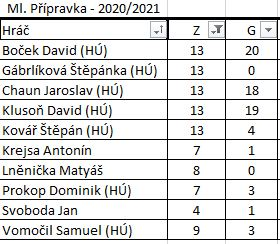 Ml. Přípravka - 2020/2021
Hráč Z G
Boček David (HÚ) 13 20
Gábrlíková Štěpánka (HÚ) 13 0
Chaun Jaroslav (HÚ) 13 18
Klusoň David (HÚ) 13 19
Kovář Štěpán (HÚ) 13 4
Krejsa Antonín 7 1
Lněnička Matyáš 8 0
Prokop Dominik (HÚ) 7 3
Svoboda Jan 4 1
Vomočil Samuel (HÚ) 9 3